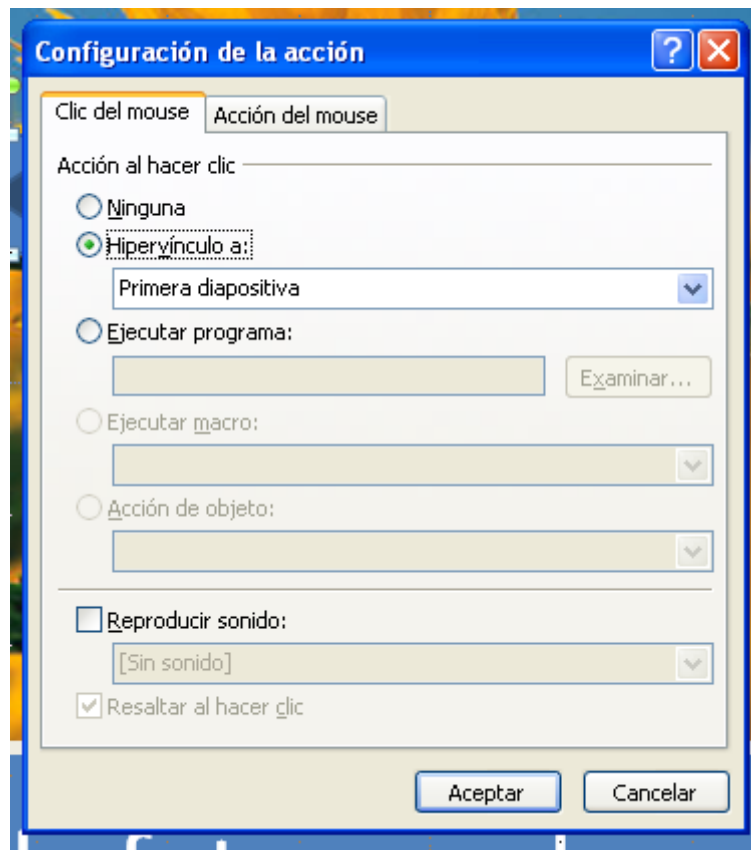 Configuración de la acción
Clic del mouse Acción del mouse
Acción al hacer clic
Ninguna
Hipervínculo a:
Primera diapositiva
Ejecutar programa:
Examinar...
Ejecutar macro:
Acción de objeto:
Reproducir sonido:
[Sin sonido]
Resaltar al hacer clic
Aceptar Cancelar